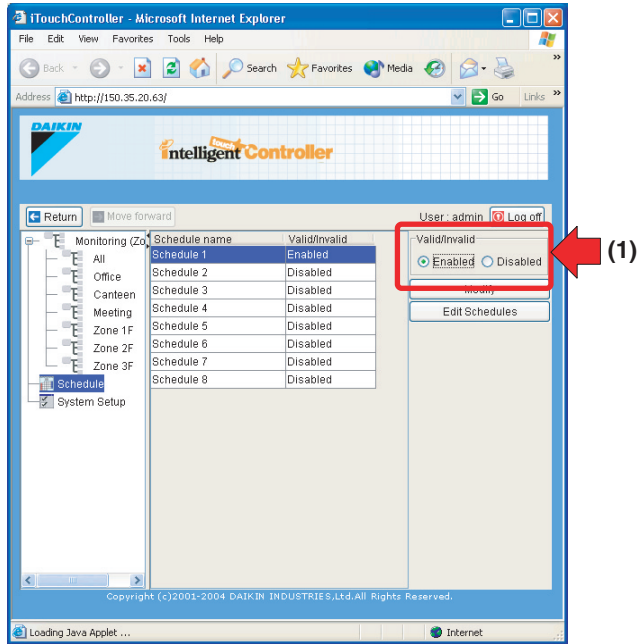 iTouchController - Microsoft Internet Explorer
File Edit View Favorites Tools Help
Back Search Favorites Media
Address http://150.35.20.63/ Go Links
DAIKIN
intelligent touch Controller
Return Move forward User : admin Log off
Monitoring (Zo
All
Office
Canteen
Meeting
Zone 1F
Zone 2F
Zone 3F
Schedule
System Setup
Schedule name Valid/Invalid
Schedule 1 Enabled
Schedule 2 Disabled
Schedule 3 Disabled
Schedule 4 Disabled
Schedule 5 Disabled
Schedule 6 Disabled
Schedule 7 Disabled
Schedule 8 Disabled
Valid/Invalid
Enabled Disabled
(1)
Modify
Edit Schedules
Copyright (c)2001-2004 DAIKIN INDUSTRIES,Ltd.All Rights Reserved.
Loading Java Applet ... Internet